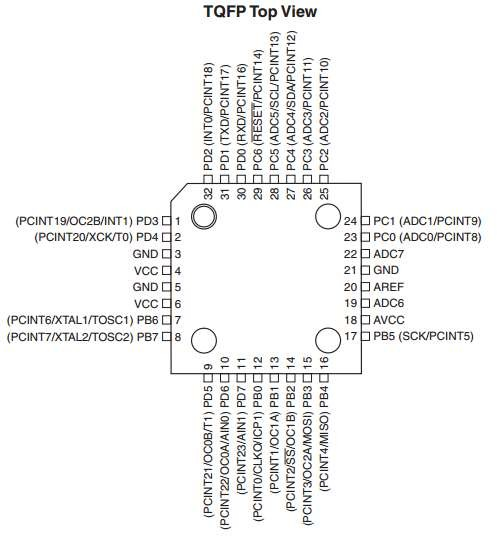 TQFP Top View
PD2 (INT0/PCINT18)
PD1 (TXD/PCINT17)
PD0 (RXD/PCINT16)
PC6 (RESET/PCINT14)
PC5 (ADC5/SCL/PCINT13)
PC4 (ADC4/SDA/PCINT12)
PC3 (ADC3/PCINT11)
PC2 (ADC2/PCINT10)
32
31
30
29
28
27
26
25
(PCINT19/OC2B/INT1) PD3 1
(PCINT20/XCK/T0) PD4 2
GND 3
VCC 4
GND 5
VCC 6
(PCINT6/XTAL1/TOSC1) PB6 7
(PCINT7/XTAL2/TOSC2) PB7 8
24 PC1 (ADC1/PCINT9)
23 PC0 (ADC0/PCINT8)
22 ADC7
21 GND
20 AREF
19 ADC6
18 AVCC
17 PB5 (SCK/PCINT5)
9
10
11
12
13
14
15
16
(PCINT21/OC0B/T1) PD5
(PCINT22/OC0A/AIN0) PD6
(PCINT23/AIN1) PD7
(PCINT0/CLKO/ICP1) PB0
(PCINT1/OC1A) PB1
(PCINT2/SS/OC1B) PB2
(PCINT3/OC2A/MOSI) PB3
(PCINT4/MISO) PB4